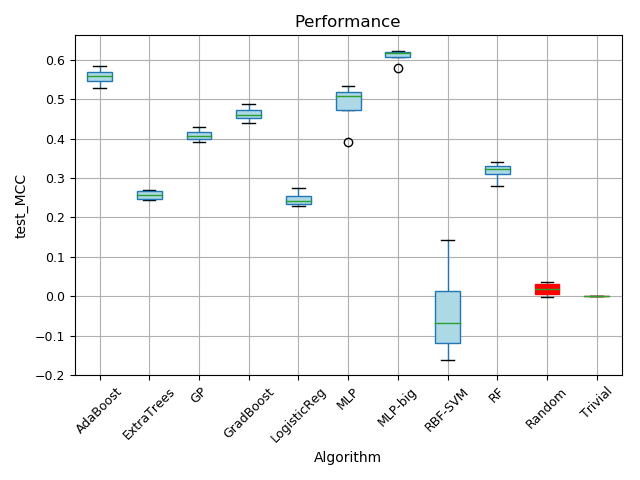 Performance
test_MCC
0.6
0.5
0.4
0.3
0.2
0.1
0.0
−0.1
−0.2
AdaBoost
ExtraTrees
GP
GradBoost
LogisticReg
MLP
MLP-big
RBF-SVM
RF
Random
Trivial
Algorithm